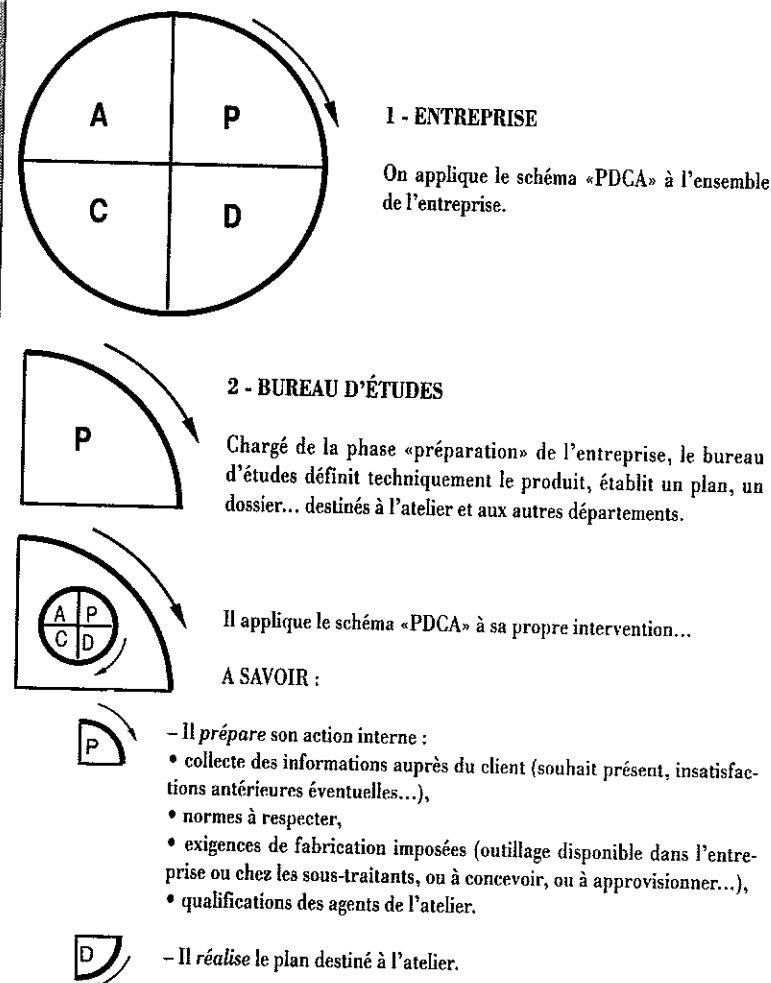 A P
C D
1 - ENTREPRISE
On applique le schéma «PDCA» à l'ensemble
de l'entreprise.
P
2 - BUREAU D'ÉTUDES
Chargé de la phase «préparation» de l'entreprise, le bureau
d'études définit techniquement le produit, établit un plan, un
dossier... destinés à l'atelier et aux autres départements.
A P
C D
Il applique le schéma «PDCA» à sa propre intervention...
A SAVOIR :
P
– Il prépare son action interne :
• collecte des informations auprès du client (souhait présent, insatisfac-
tions antérieures éventuelles...),
• normes à respecter,
• exigences de fabrication imposées (outillage disponible dans l'entre-
prise ou chez les sous-traitants, ou à concevoir, ou à approvisionner...),
• qualifications des agents de l'atelier.
D
– Il réalise le plan destiné à l'atelier.